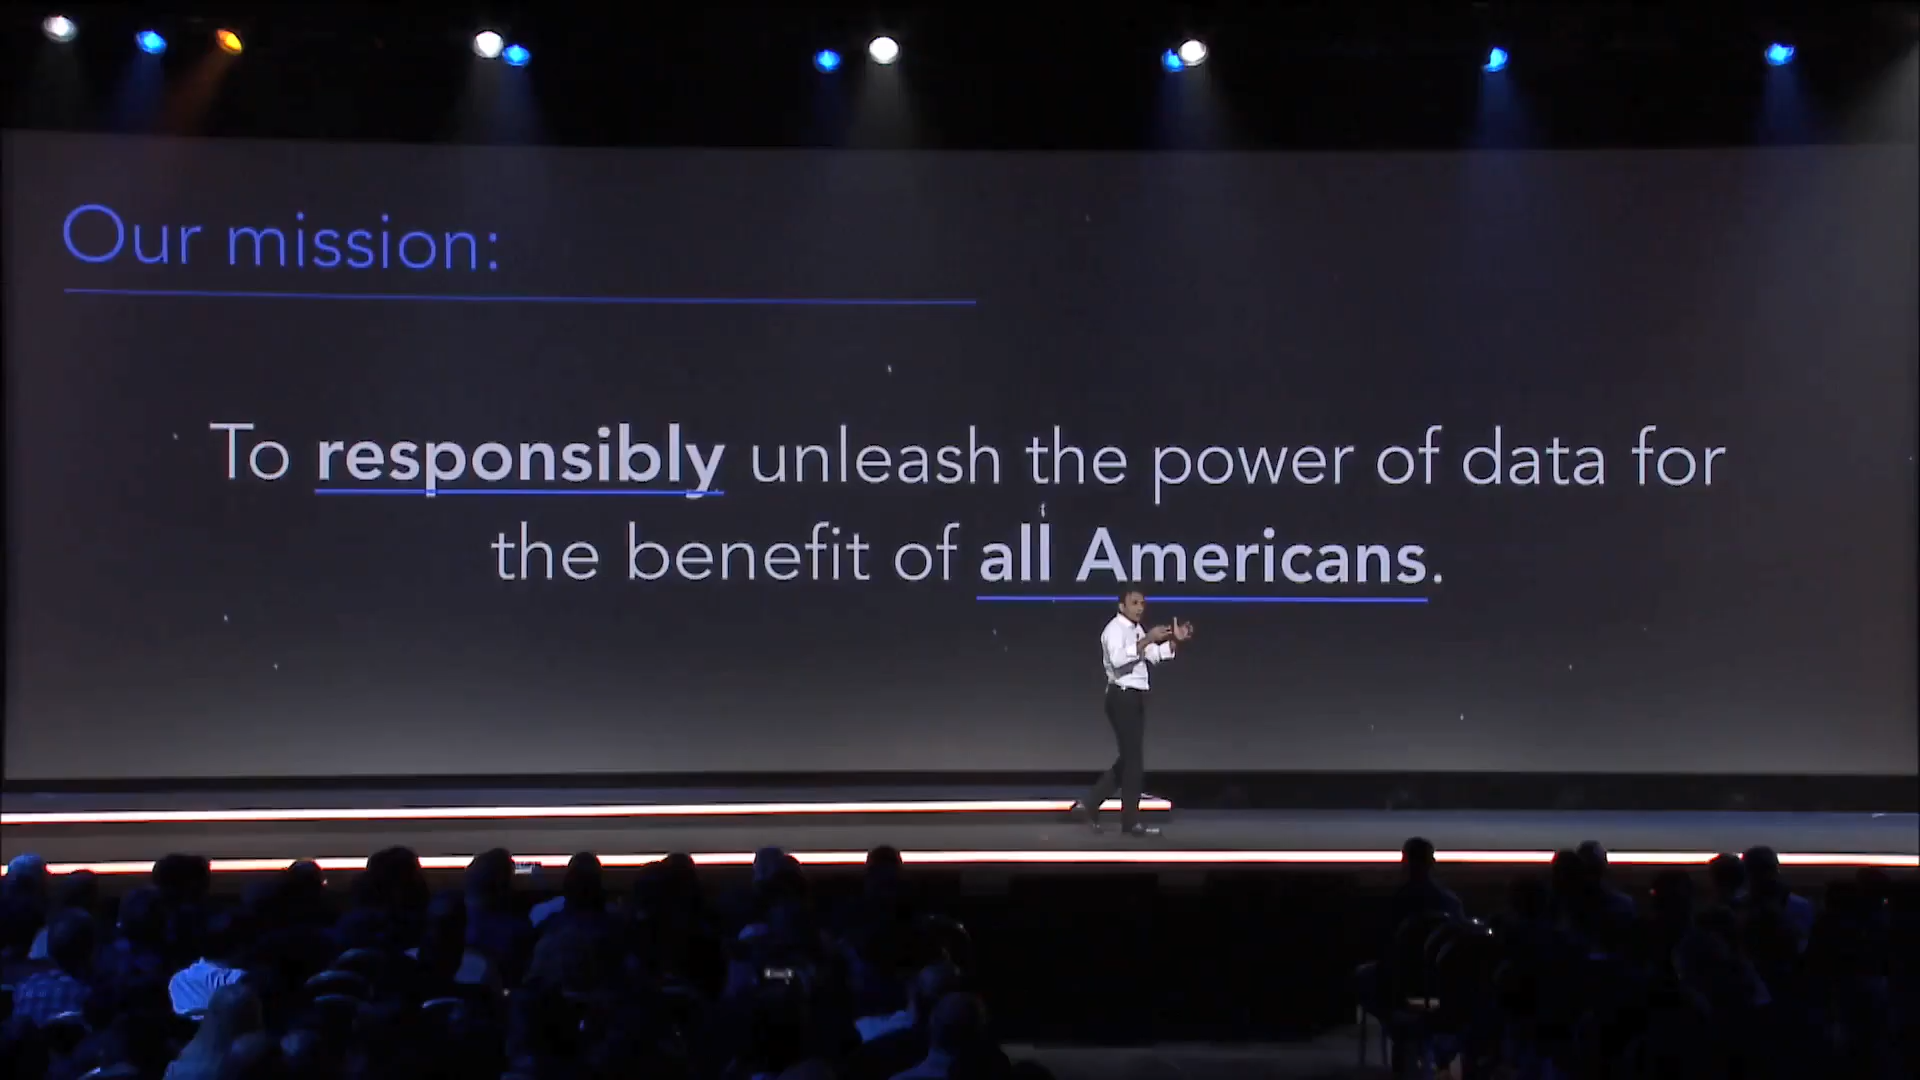 Our mission:
To responsibly unleash the power of data for
the benefit of all Americans.